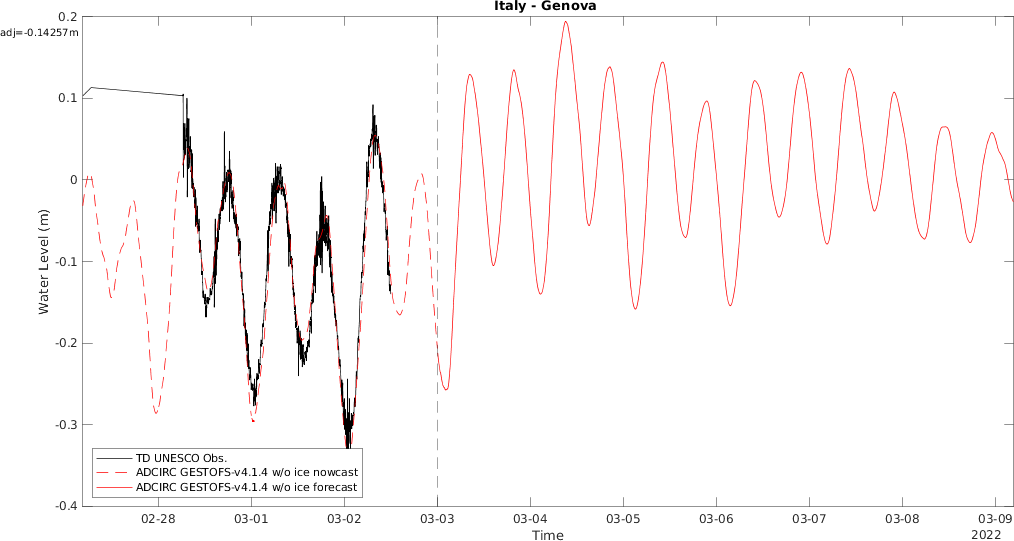 Italy - Genova
adj=-0.14257m
0.2
0.1
0
-0.1
-0.2
-0.3
-0.4
Water Level (m)
TD UNESCO Obs.
ADCIRC GESTOFS-v4.1.4 w/o ice nowcast
ADCIRC GESTOFS-v4.1.4 w/o ice forecast
02-28 03-01 03-02 03-03 03-04 03-05 03-06 03-07 03-08 03-09
Time
2022